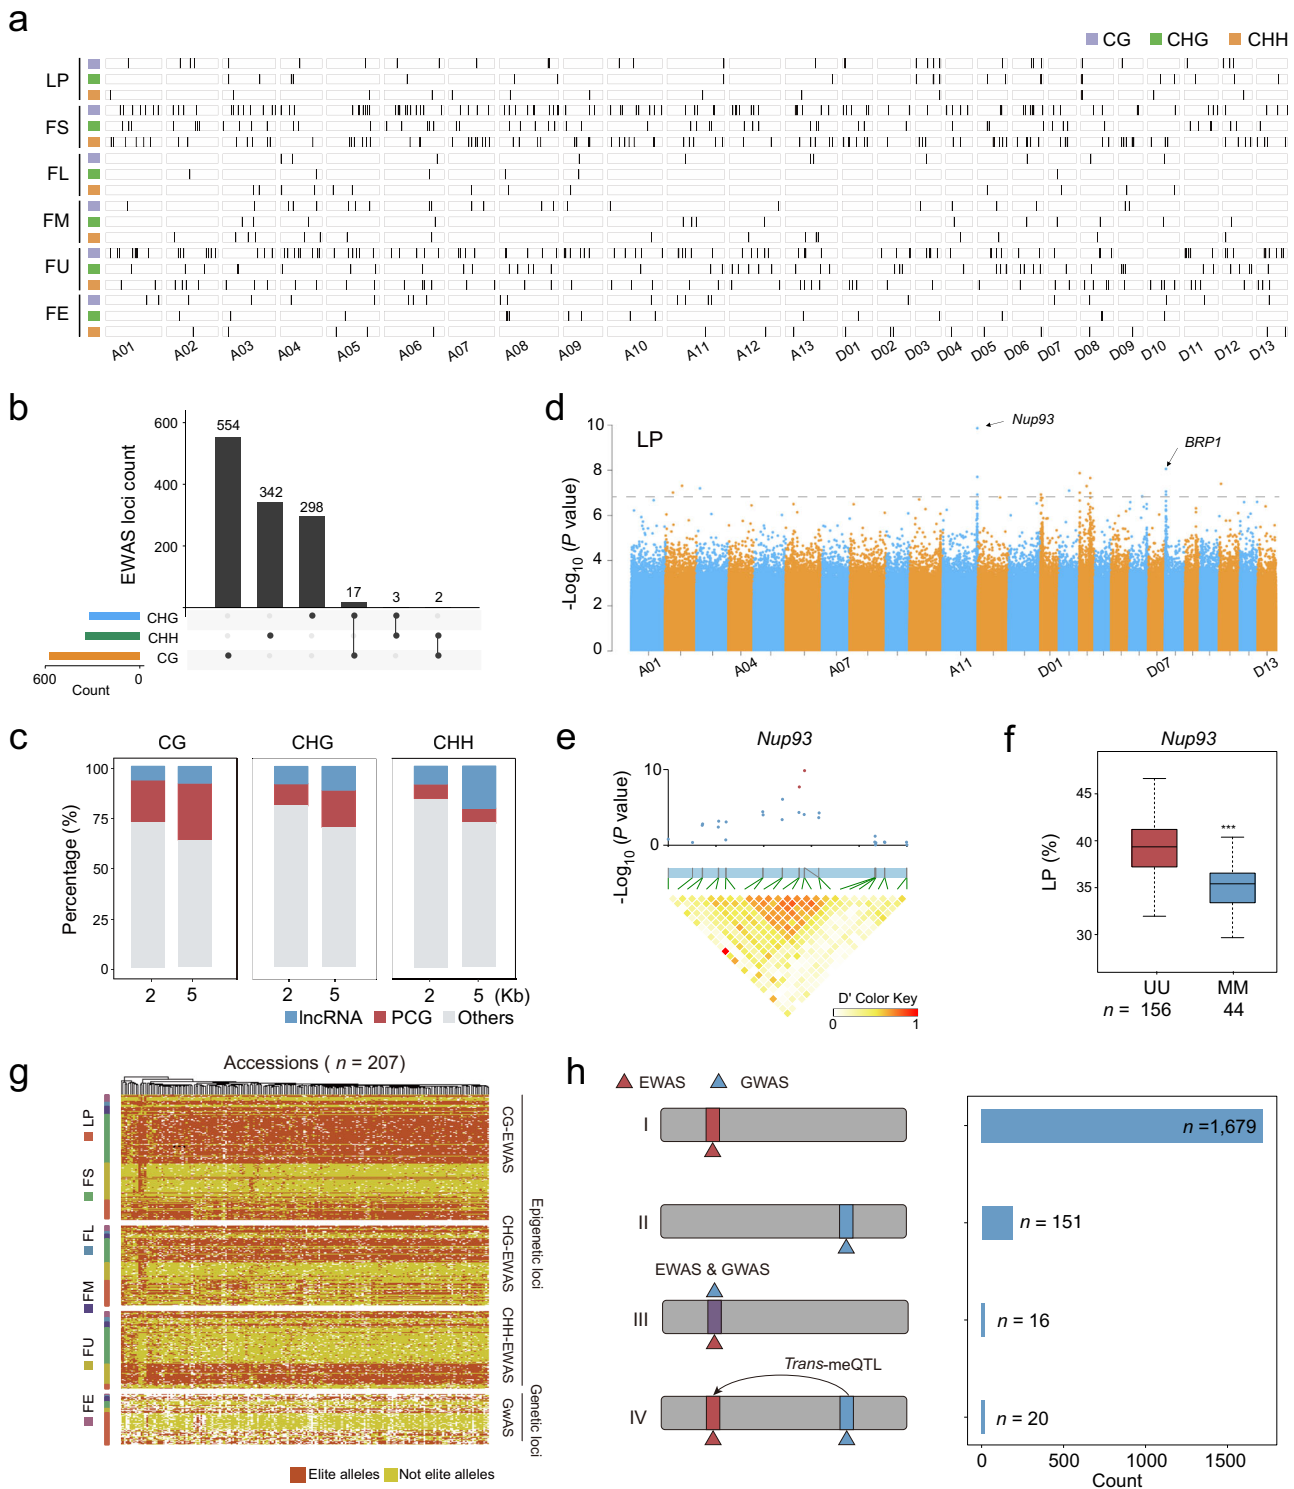 a
CG CHG CHH
LP
FS
FL
FM
FU
FE
A01 A02 A03 A04 A05 A06 A07 A08 A09 A10 A11 A12 A13 D01 D02 D03 D04 D05 D06 D07 D08 D09 D10 D11 D12 D13
b
EWAS loci count
600
400
200
554
342
298
17
3
2
CHG
CHH
CG
600 0
Count
c
CG CHG CHH
Percentage (%)
100
75
25
0
2 5 2 5 2 5 (Kb)
lncRNA PCG Others
d
LP
-Log10 (P value)
10
8
6
4
2
0
Nup93
BRP1
A01 A04 A07 A11 D01 D07 D13
e
Nup93
-Log10 (P value)
10
0
D' Color Key
0 1
f
Nup93
LP (%)
45
40
35
30
***
UU MM
n = 156 44
g
Accessions ( n = 207)
LP
FS
FL
FM
FU
FE
CG-EWAS
CHG-EWAS
CHH-EWAS
GwAS
Epigenetic loci
Genetic loci
Elite alleles Not elite alleles
h
EWAS GWAS
I
II
EWAS & GWAS
III
Trans-meQTL
IV
n =1,679
n = 151
n = 16
n = 20
0 500 1000 1500
Count